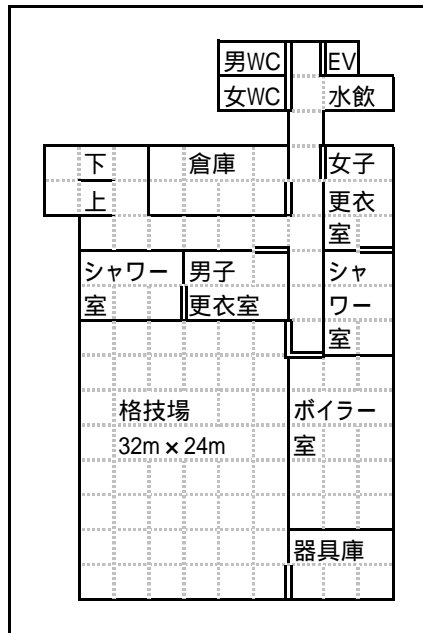 男WC
EV
女WC
水飲
下
倉庫
女子
上
更衣
室
シャワー
男子
シャ
室
更衣室
ワー
室
格技場
ボイラー
32m×24m
室
器具庫